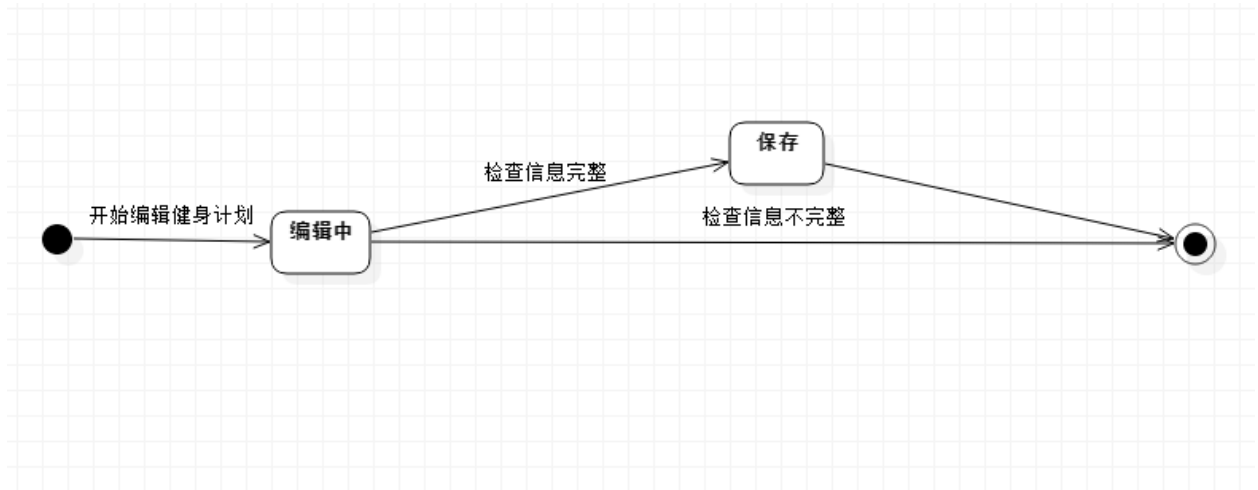 开始编辑健身计划
编辑中
检查信息完整
保存
检查信息不完整